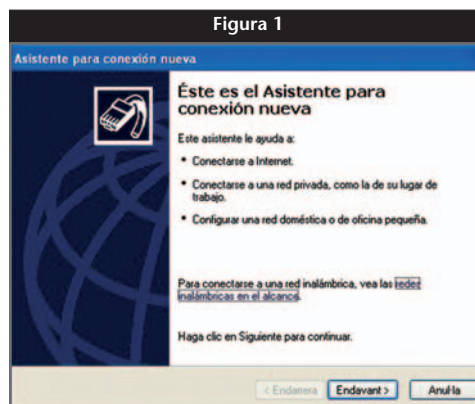 Figura 1
Asistente para conexión nueva
Éste es el Asistente para
conexión nueva
Este asistente le ayuda a:
• Conectarse a Internet.
• Conectarse a una red privada, como la de su lugar de
trabajo.
• Configurar una red doméstica o de oficina pequeña.
Para conectarse a una red inalámbrica, vea las redes
inalámbricas en el alcance.
Haga clic en Siguiente para continuar.
< Endarrera Endavant > Anul·la